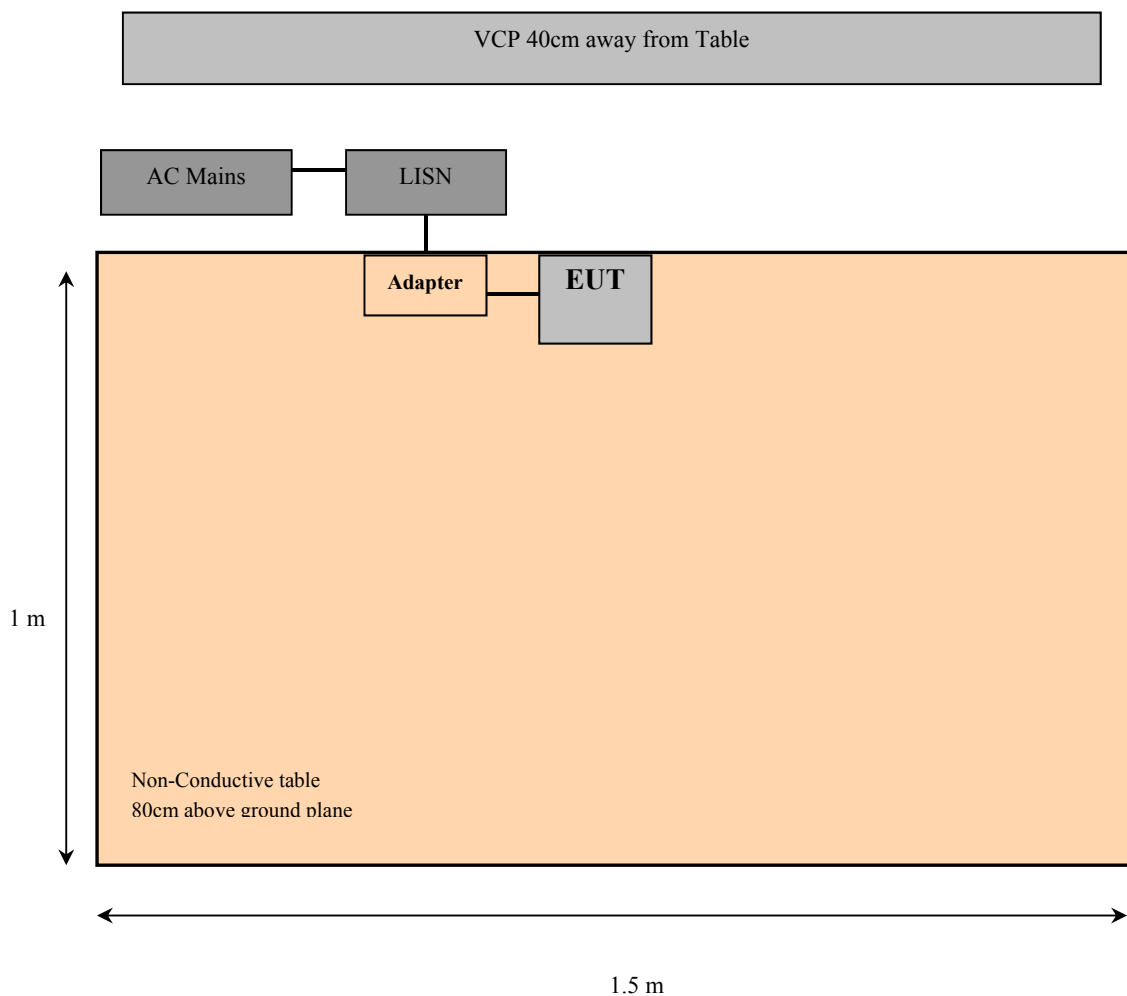 VCP 40cm away from Table
AC Mains
LISN
Adapter
EUT
1 m
Non-Conductive table
80cm above ground plane
1.5 m